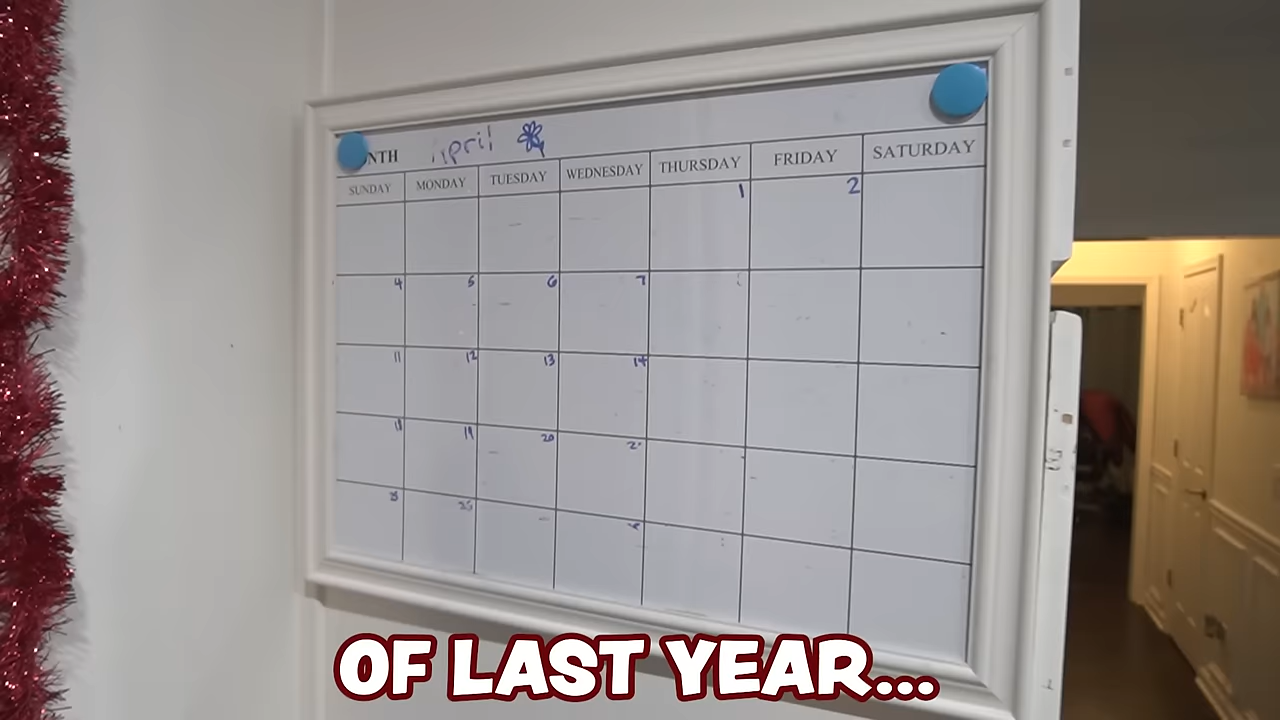 NTH April
SUNDAY MONDAY TUESDAY WEDNESDAY THURSDAY FRIDAY SATURDAY
1 2
4 5 6 7
11 12 13 14
18 19 20
25
OF LAST YEAR...